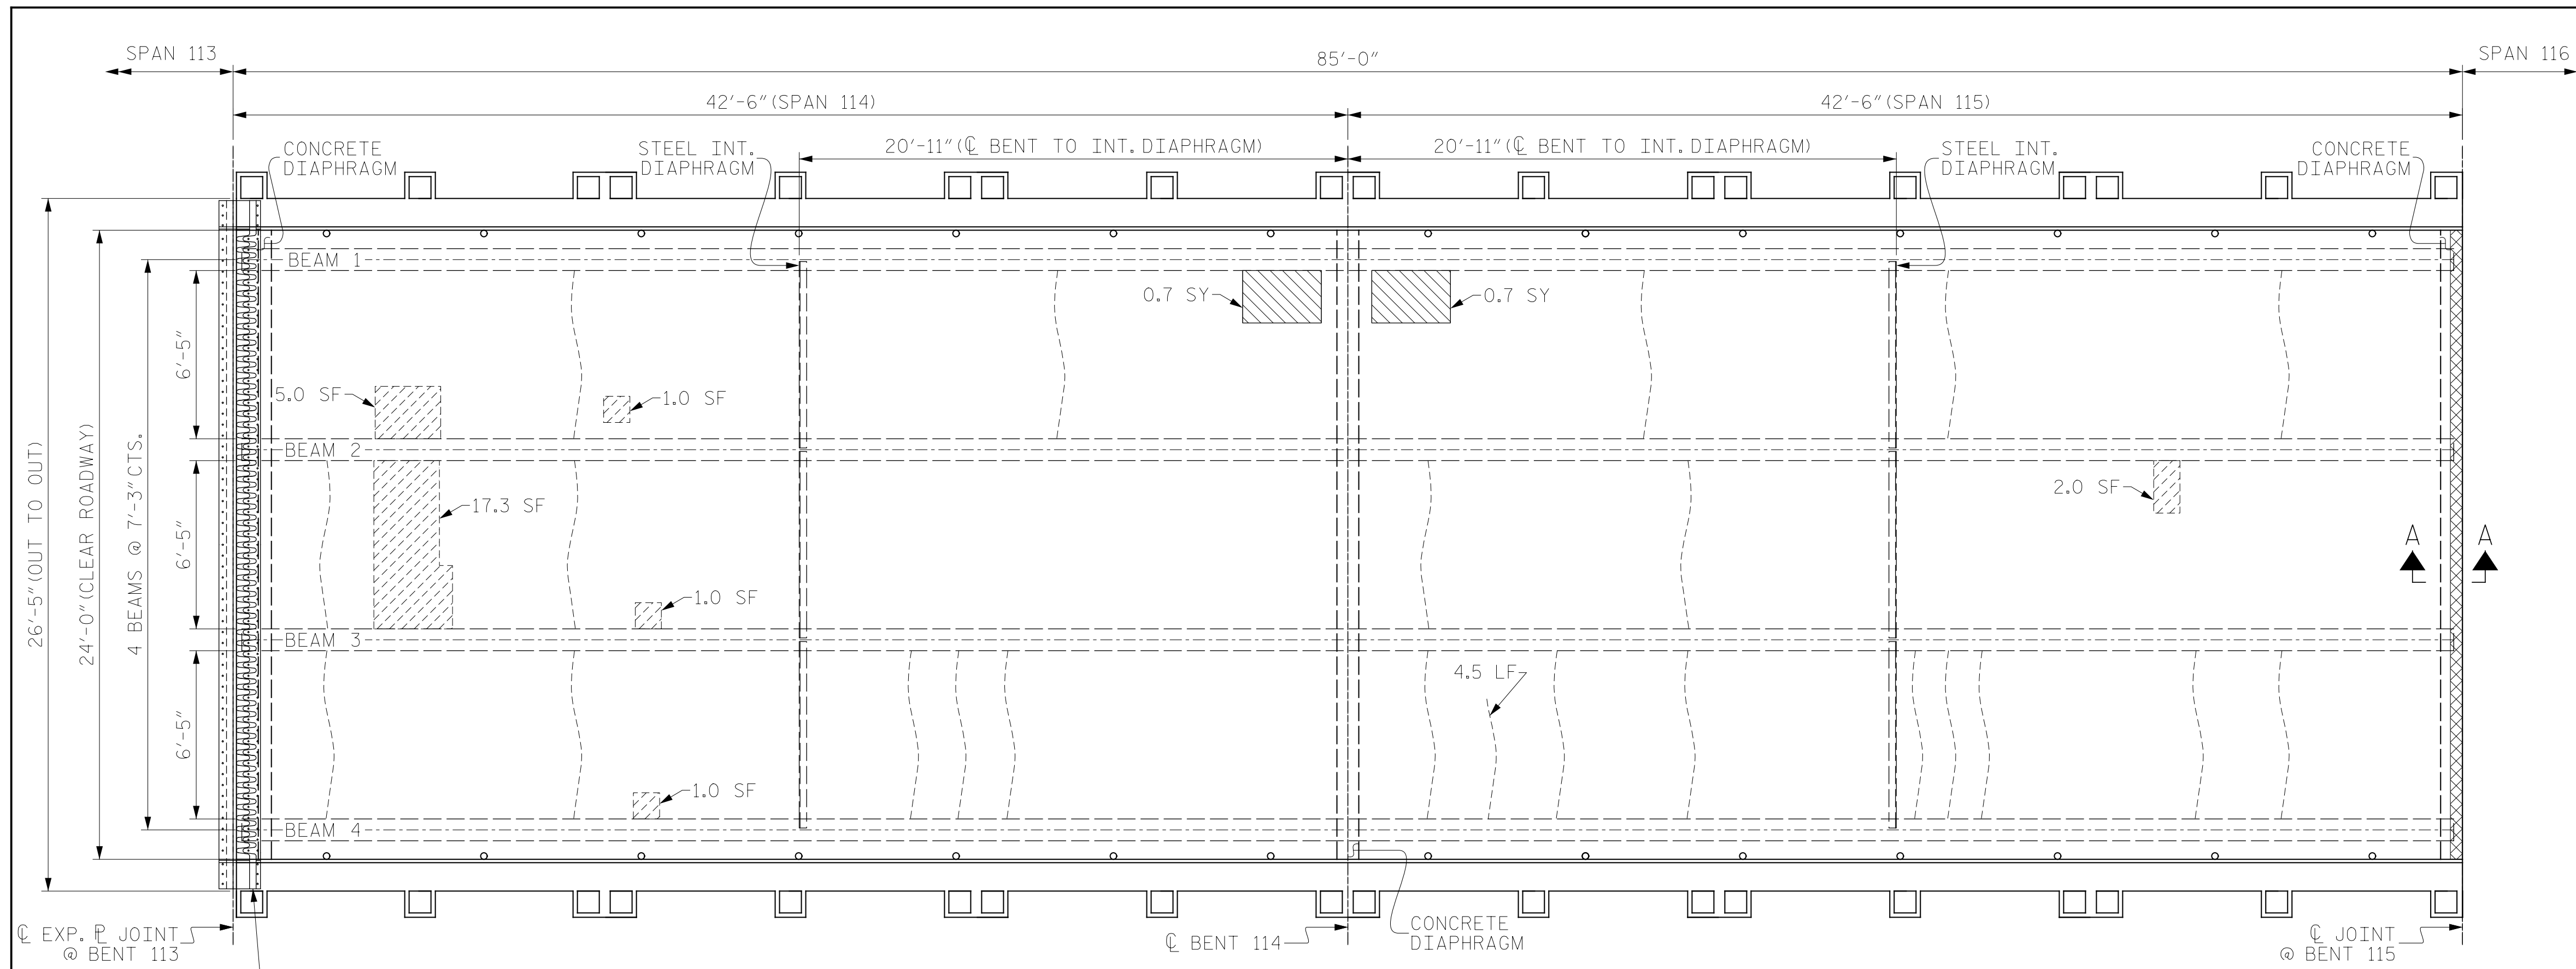 SPAN 113
85'-0"
SPAN 116
42'-6" (SPAN 114)
42'-6" (SPAN 115)
20'-11" (℄ BENT TO INT. DIAPHRAGM)
20'-11" (℄ BENT TO INT. DIAPHRAGM)
CONCRETE
DIAPHRAGM
STEEL INT.
DIAPHRAGM
STEEL INT.
DIAPHRAGM
CONCRETE
DIAPHRAGM
BEAM 1
0.7 SY
0.7 SY
6'-5"
5.0 SF
1.0 SF
BEAM 2
26'-5" (OUT TO OUT)
24'-0" (CLEAR ROADWAY)
4 BEAMS @ 7'-3" CTS.
6'-5"
17.3 SF
2.0 SF
A
A
1.0 SF
BEAM 3
4.5 LF
6'-5"
1.0 SF
BEAM 4
℄ EXP. ⅊ JOINT
@ BENT 113
℄ BENT 114
CONCRETE
DIAPHRAGM
℄ JOINT
@ BENT 115